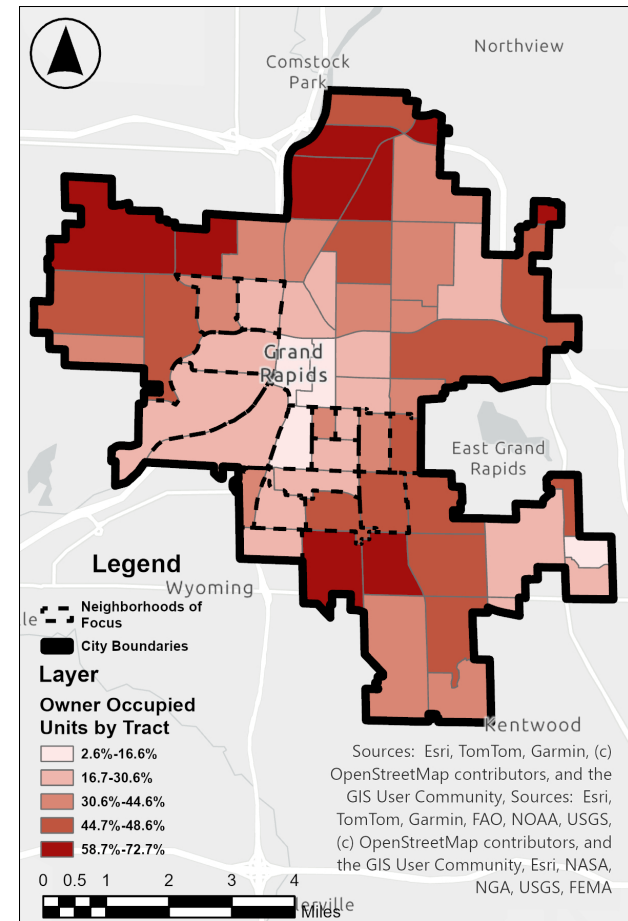 Northview
Comstock
Park
Grand
Rapids
East Grand
Rapids
Legend
Wyoming
le
Neighborhoods of
Focus
City Boundaries
Layer
Owner Occupied
Units by Tract
2.6%-16.6%
16.7-30.6%
30.6%-44.6%
44.7%-48.6%
58.7%-72.7%
Kentwood
Sources: Esri, TomTom, Garmin, (c)
OpenStreetMap contributors, and the
GIS User Community, Sources: Esri,
TomTom, Garmin, FAO, NOAA, USGS,
(c) OpenStreetMap contributors, and
the GIS User Community, Esri, NASA,
NGA, USGS, FEMA
0 0.5 1 2 3 4
Miles
lerville